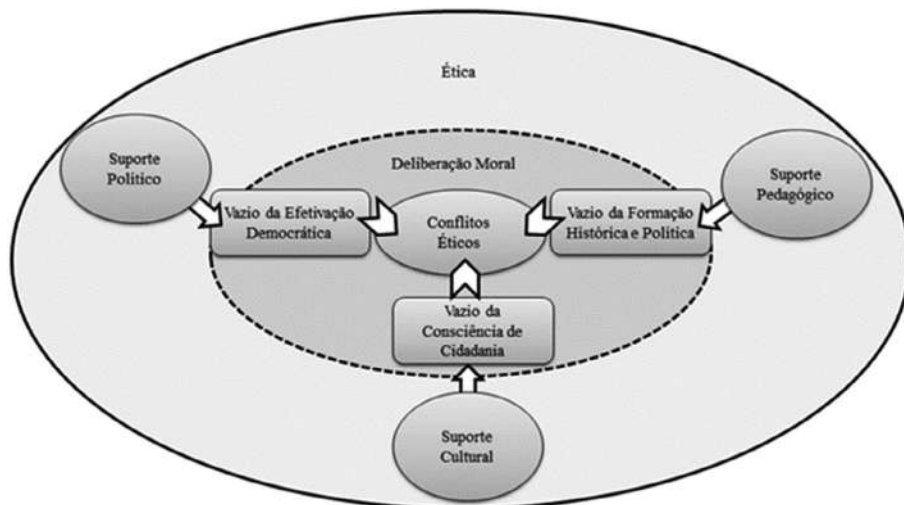 Ética
Suporte
Político
Deliberação Moral
Suporte
Pedagógico
Vazio da Efetivação
Democrática
Conflitos
Éticos
Vazio da Formação
Histórica e Política
Vazio da
Consciência de
Cidadania
Suporte
Cultural